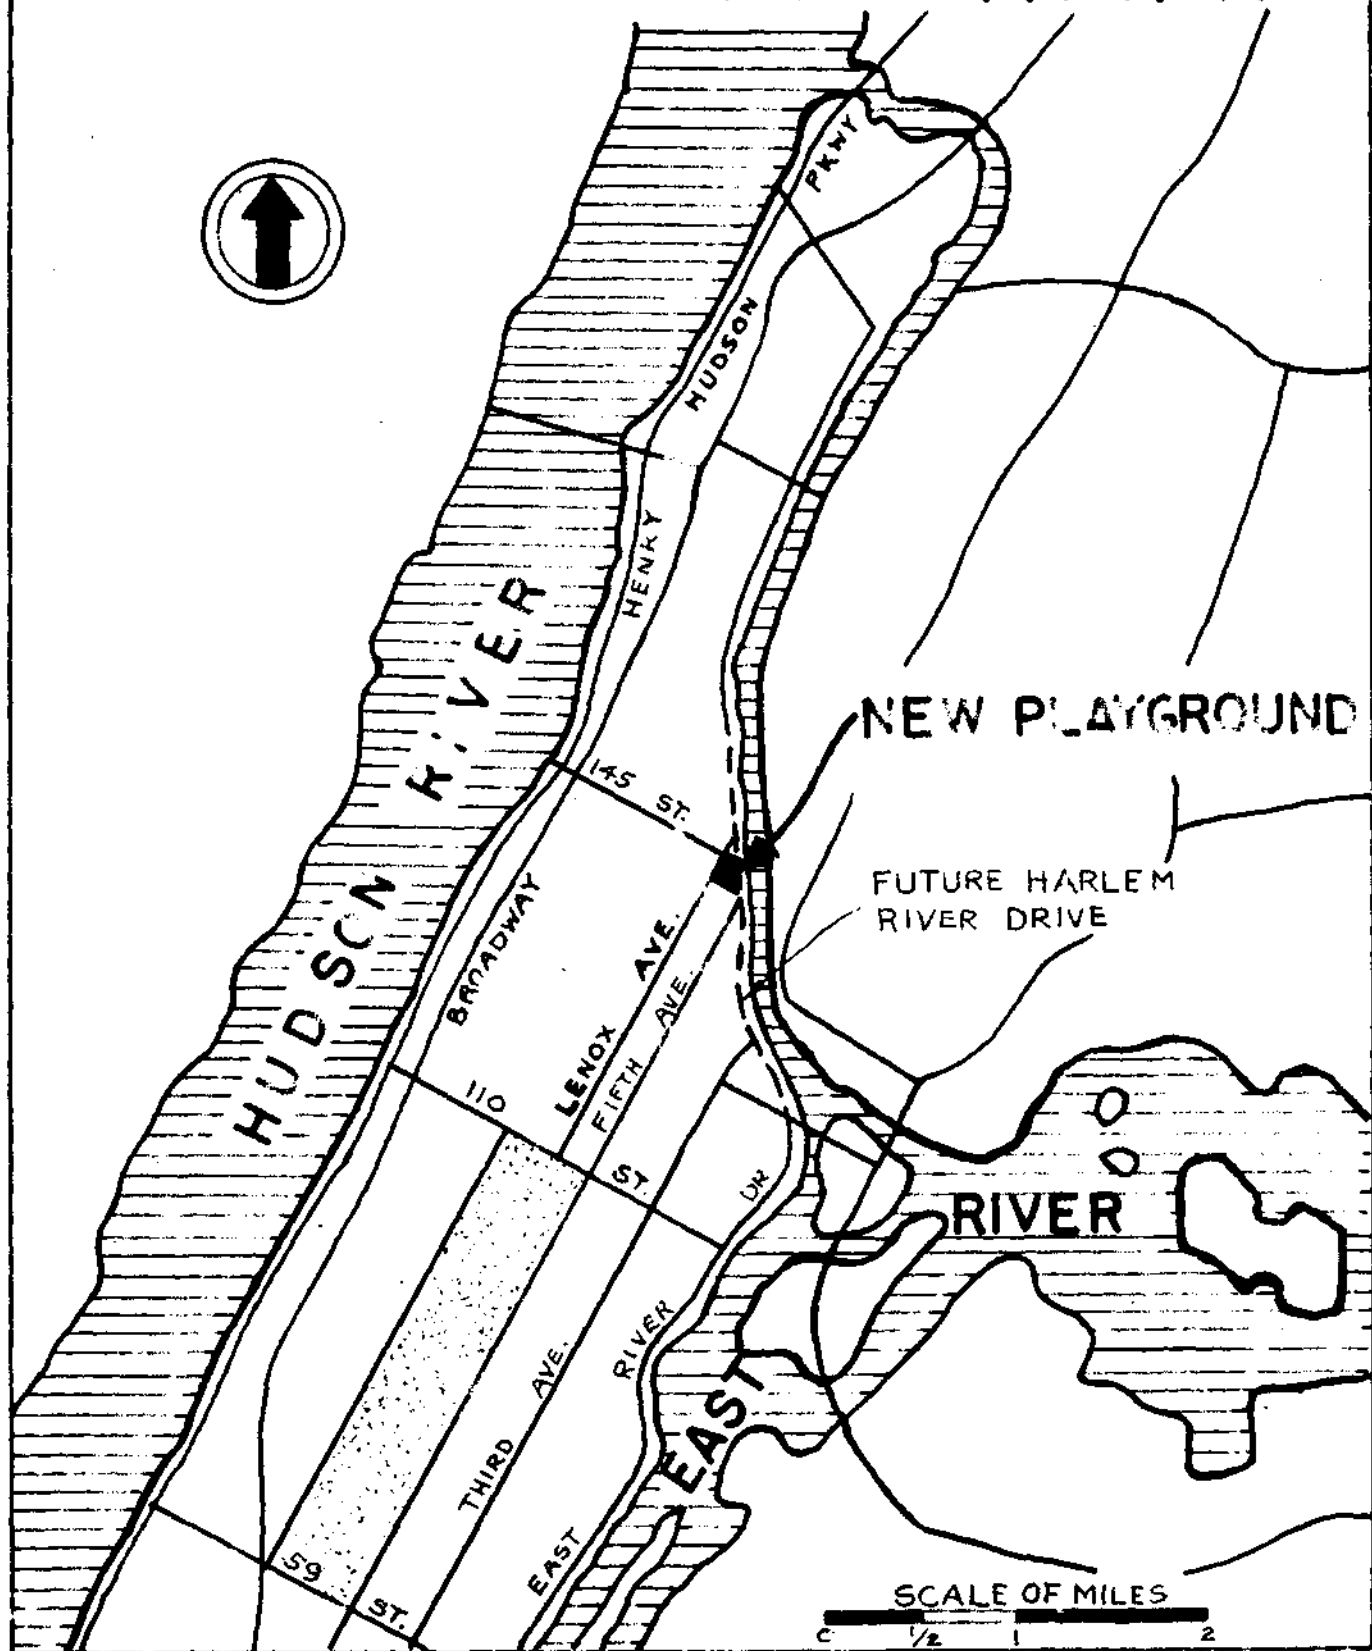 HENRY HUDSON PKWY
HUDSON RIVER
NEW PLAYGROUND
145 ST.
FUTURE HARLEM
RIVER DRIVE
BROADWAY
LENOX AVE.
FIFTH AVE.
110 ST
RIVER
EAST
EAST RIVER DR
THIRD AVE.
59 ST.
SCALE OF MILES
0 1/2 1 2